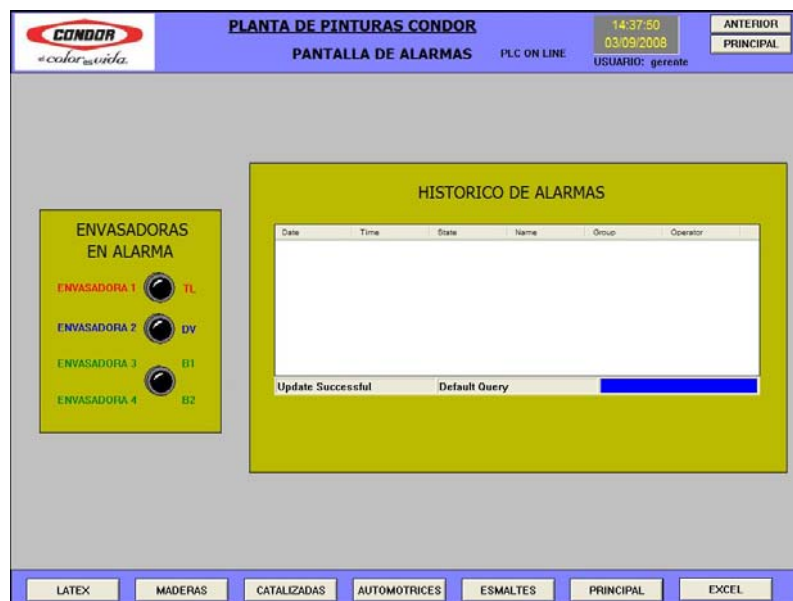 CONDOR
el color es vida.
PLANTA DE PINTURAS CONDOR
PANTALLA DE ALARMAS
PLC ON LINE
14:37:50
03/09/2008
USUARIO: gerente
ANTERIOR
PRINCIPAL
HISTORICO DE ALARMAS
Date Time State Name Group Operator
Update Successful Default Query
ENVASADORAS
EN ALARMA
ENVASADORA 1 TL
ENVASADORA 2 DV
ENVASADORA 3 B1
ENVASADORA 4 B2
LATEX MADERAS CATALIZADAS AUTOMOTRICES ESMALTES PRINCIPAL EXCEL